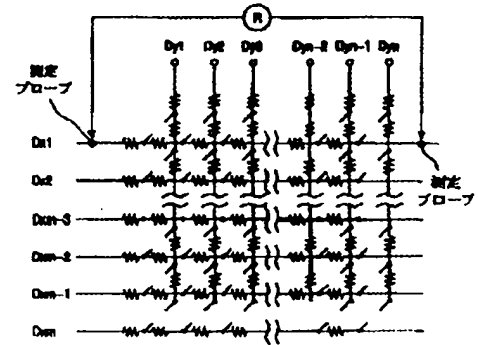 R
Dy1 Dy2 Dy3 Dyn-2 Dyn-1 Dyn
測定
プローブ
Dx1
Dx2
測定
プローブ
Dxm-3
Dxm-2
Dxm-1
Dxm